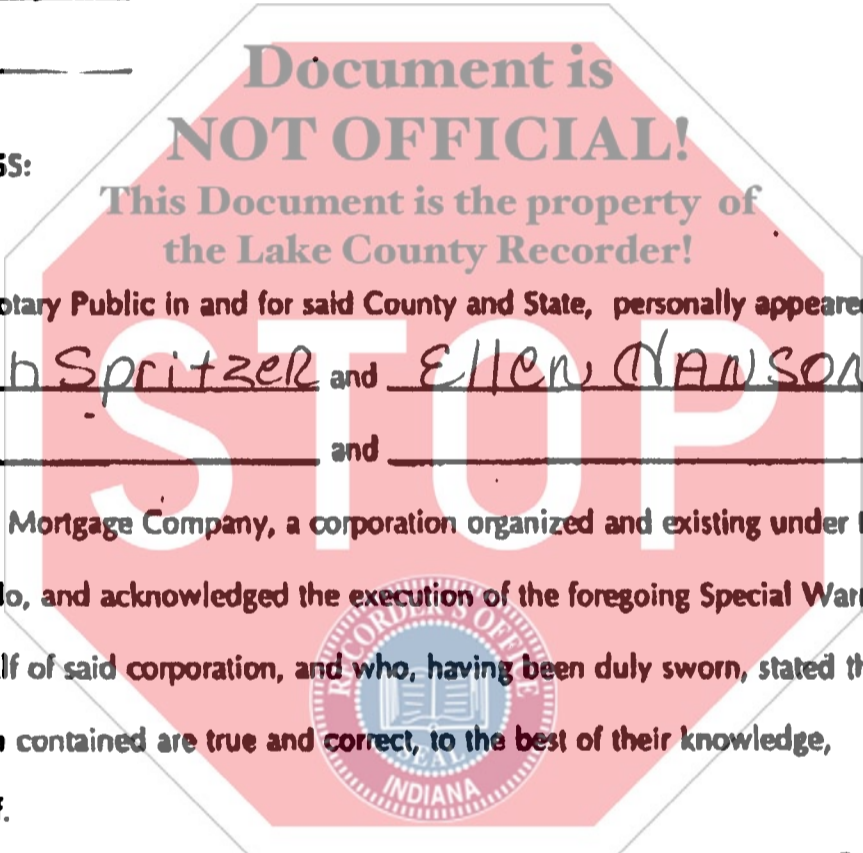 Document is
NOT OFFICIAL!
This Document is the property of
the Lake County Recorder!
SS:
otary Public in and for said County and State, personally appeare
h Spritzer and Ellen Hanson
and
STOP
Mortgage Company, a corporation organized and existing under
lo, and acknowledged the execution of the foregoing Special War
lf of said corporation, and who, having been duly sworn, stated th
RECORDER'S OFFICE
contained are true and correct, to the best of their knowledge,
SEAL
INDIANA
f.